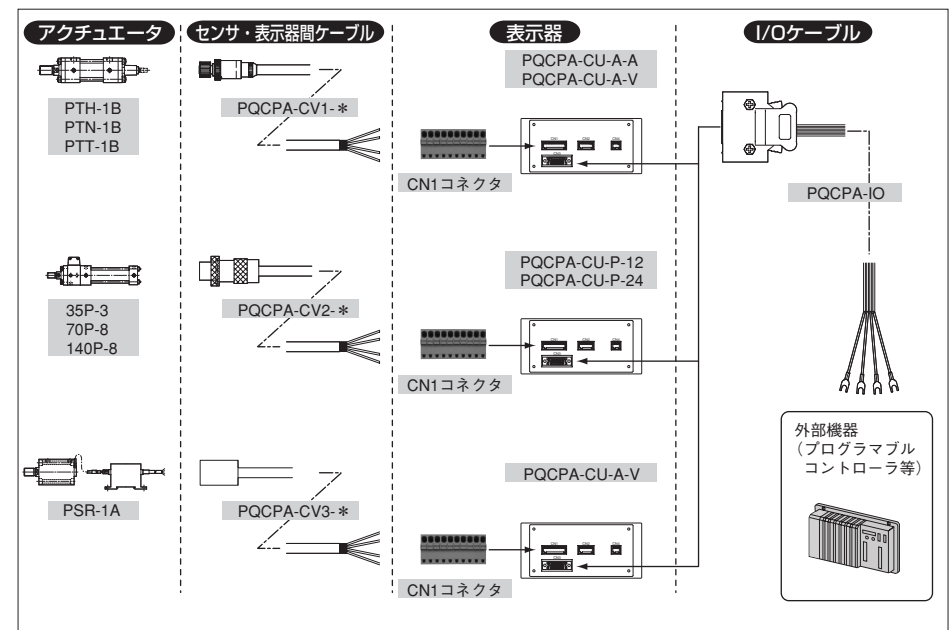 アクチュエータ
センサ・表示器間ケーブル
表示器
I/Oケーブル
PTH-1B
PTN-1B
PTT-1B
PQCPA-CV1-＊
PQCPA-CU-A-A
PQCPA-CU-A-V
CN1コネクタ
PQCPA-IO
35P-3
70P-8
140P-8
PQCPA-CV2-＊
PQCPA-CU-P-12
PQCPA-CU-P-24
CN1コネクタ
PSR-1A
PQCPA-CV3-＊
PQCPA-CU-A-V
CN1コネクタ
外部機器
（プログラマブル
コントローラ等）